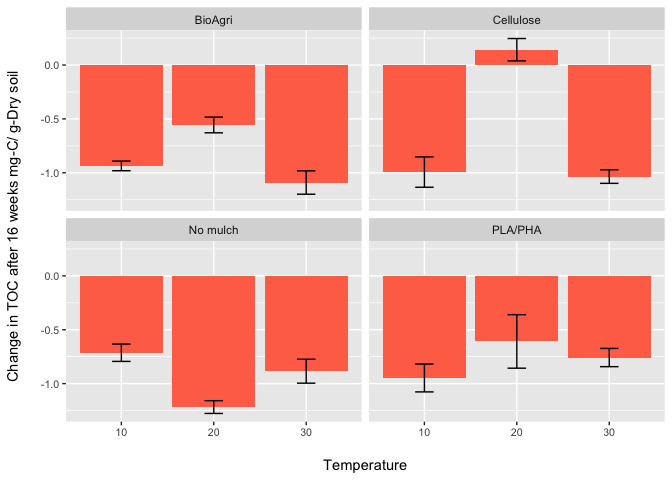 BioAgri
Cellulose
0.0
-0.5
-1.0
No mulch
PLA/PHA
0.0
-0.5
-1.0
10
20
30
10
20
30
Temperature
Change in TOC after 16 weeks mg-C/ g-Dry soil